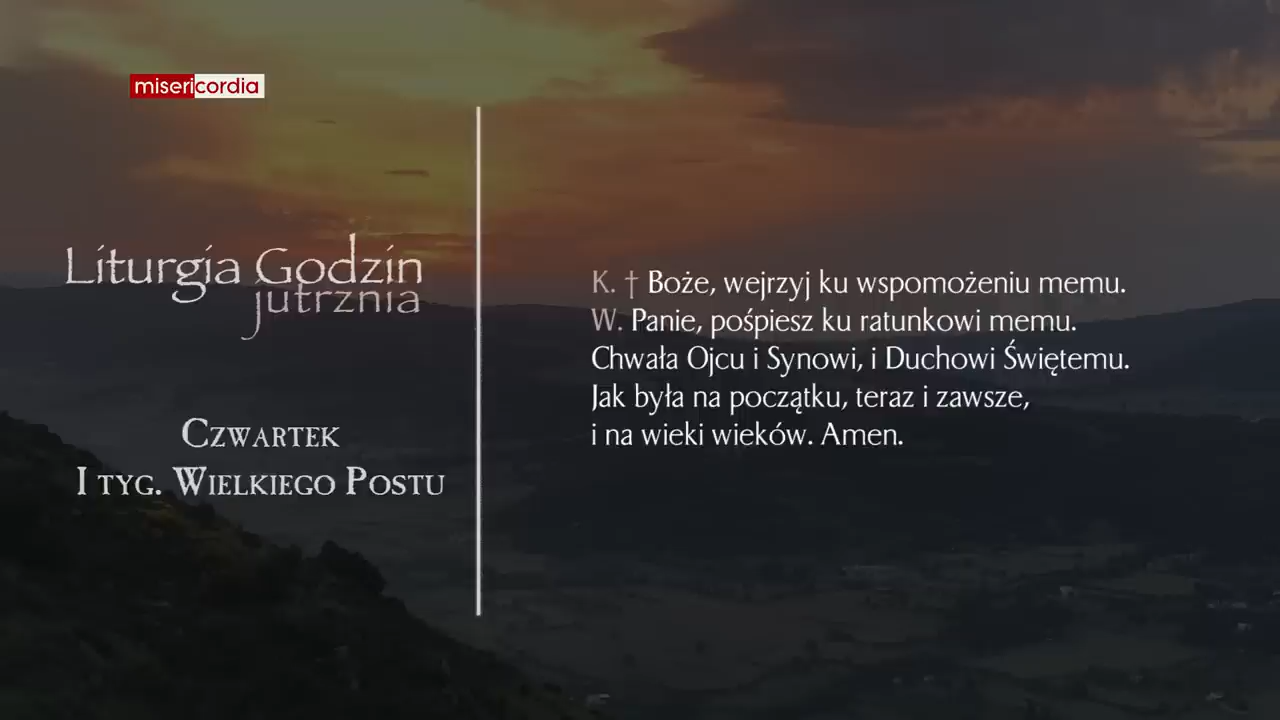 misericordia
Liturgia Godzin
jutrznia
Czwartek
I tyg. Wielkiego Postu
K. † Boże, wejrzyj ku wspomożeniu memu.
W. Panie, pośpiesz ku ratunkowi memu.
Chwała Ojcu i Synowi, i Duchowi Świętemu.
Jak była na początku, teraz i zawsze,
i na wieki wieków. Amen.